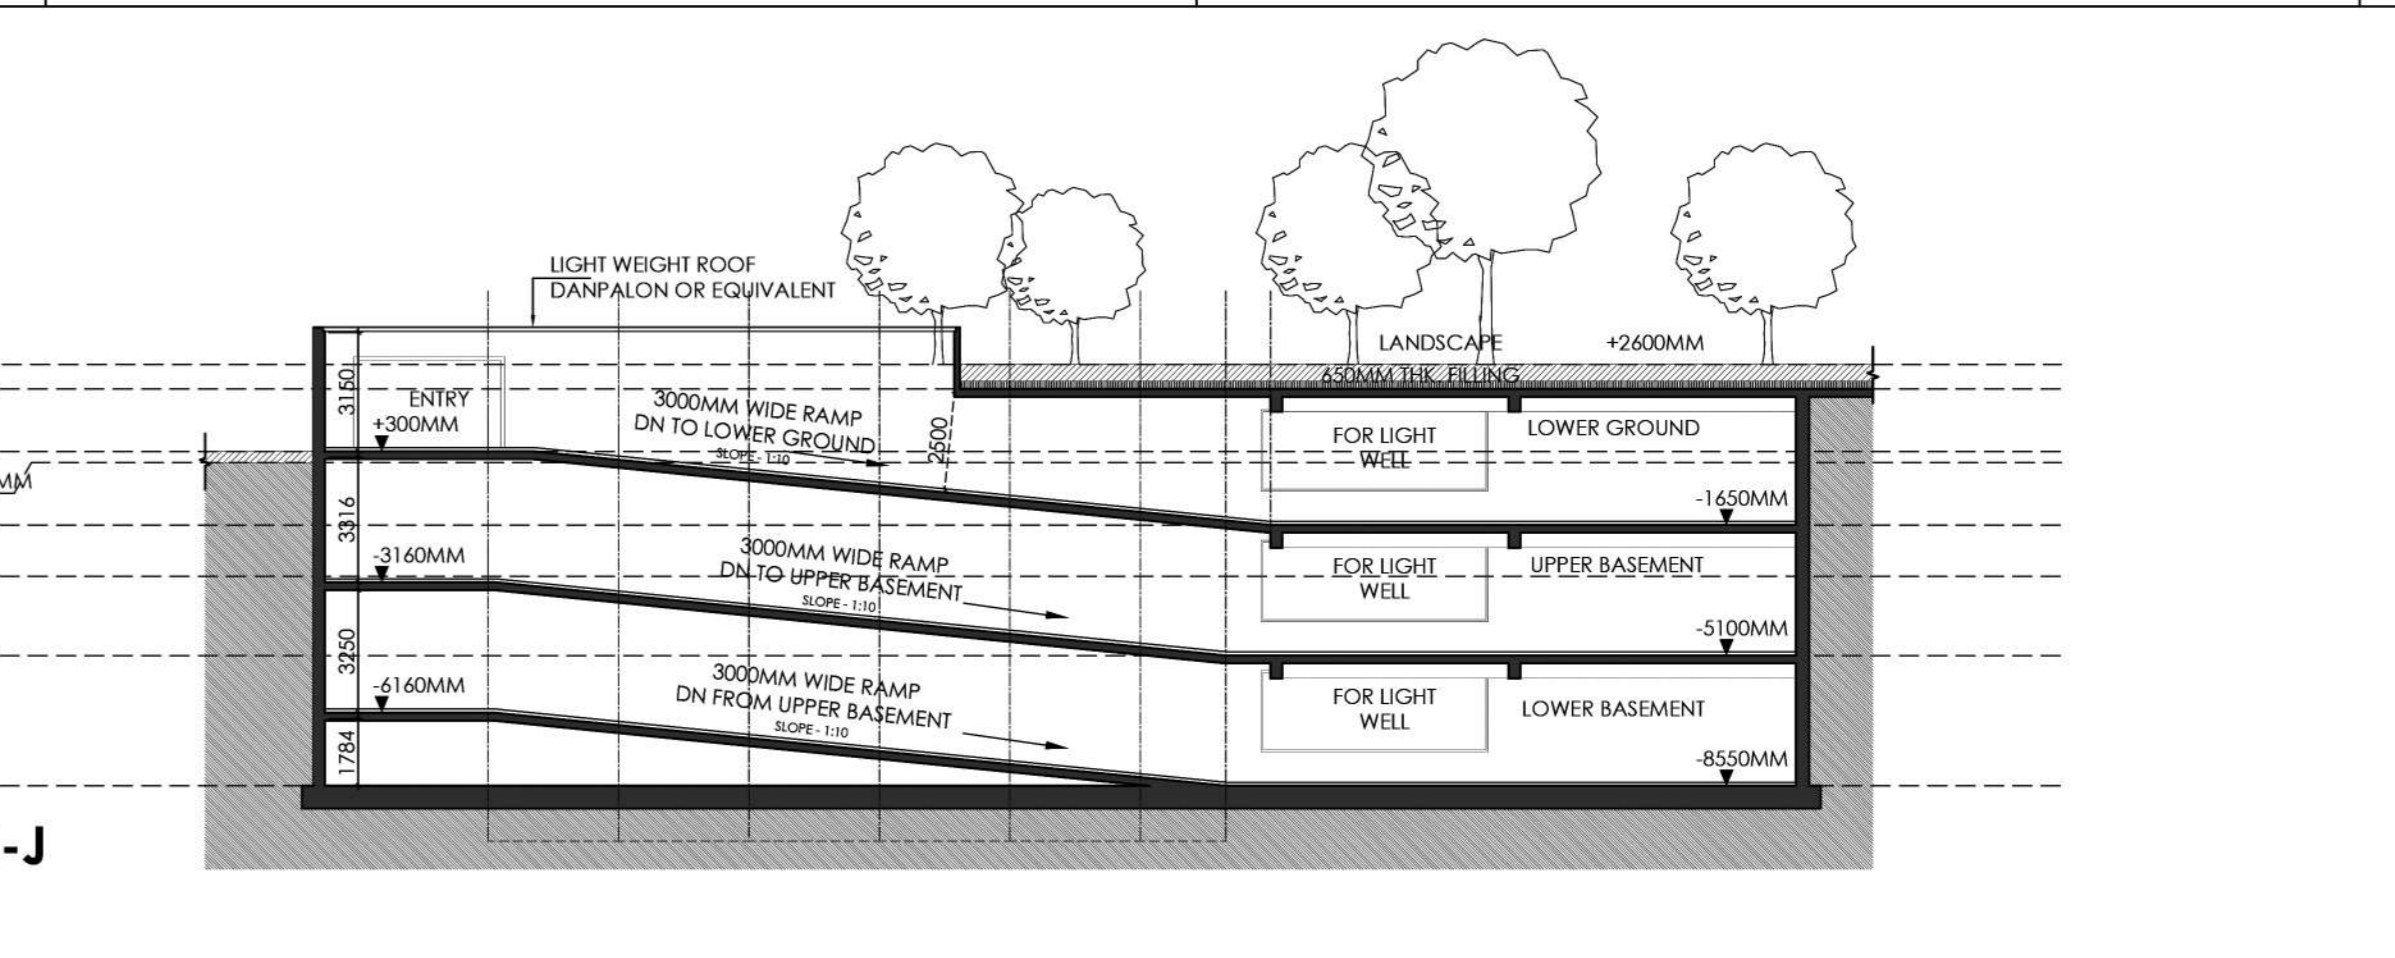 LIGHT WEIGHT ROOF
DANPALON OR EQUIVALENT
LANDSCAPE
+2600MM
650MM THK. FILLING
3150
ENTRY
+300MM
3000MM WIDE RAMP
DN TO LOWER GROUND
SLOPE - 1:10
2500
FOR LIGHT
WELL
LOWER GROUND
-1650MM
MM
3316
-3160MM
3000MM WIDE RAMP
DN TO UPPER BASEMENT
SLOPE - 1:10
FOR LIGHT
WELL
UPPER BASEMENT
-5100MM
3250
-6160MM
3000MM WIDE RAMP
DN FROM UPPER BASEMENT
SLOPE - 1:10
FOR LIGHT
WELL
LOWER BASEMENT
-8550MM
1784
-J